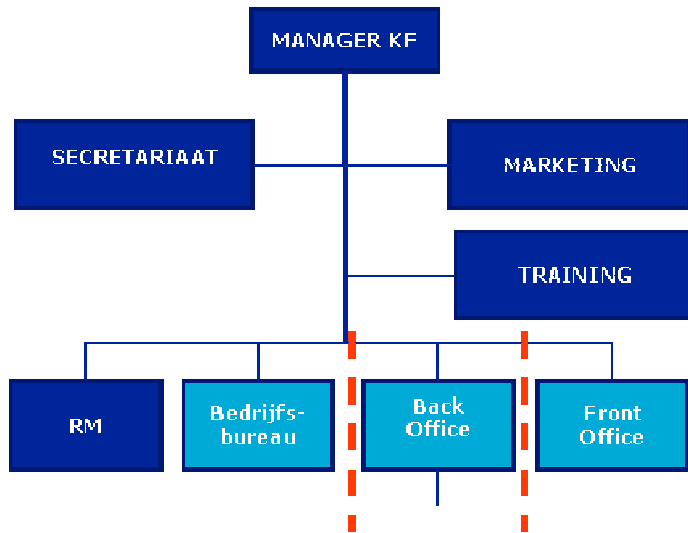 MANAGER KF
SECRETARIAAT
MARKETING
TRAINING
RM
Bedrijfs-
bureau
Back
Office
Front
Office